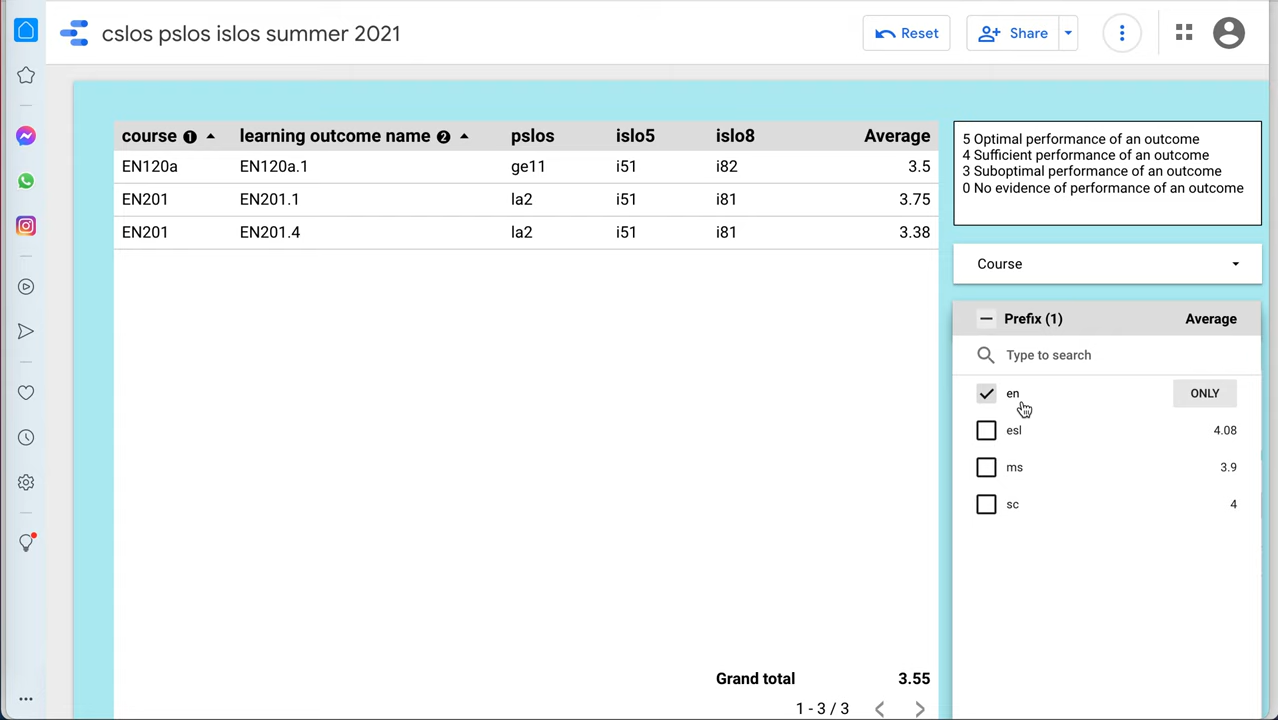 cslos pslos islos summer 2021
Reset
Share
course 1 learning outcome name 2 pslos islo5 islo8 Average
EN120a EN120a.1 ge11 i51 i82 3.5
EN201 EN201.1 la2 i51 i81 3.75
EN201 EN201.4 la2 i51 i81 3.38
Grand total 3.55
1 - 3 / 3
5 Optimal performance of an outcome
4 Sufficient performance of an outcome
3 Suboptimal performance of an outcome
0 No evidence of performance of an outcome
Course
Prefix (1) Average
Type to search
en ONLY
esl 4.08
ms 3.9
sc 4